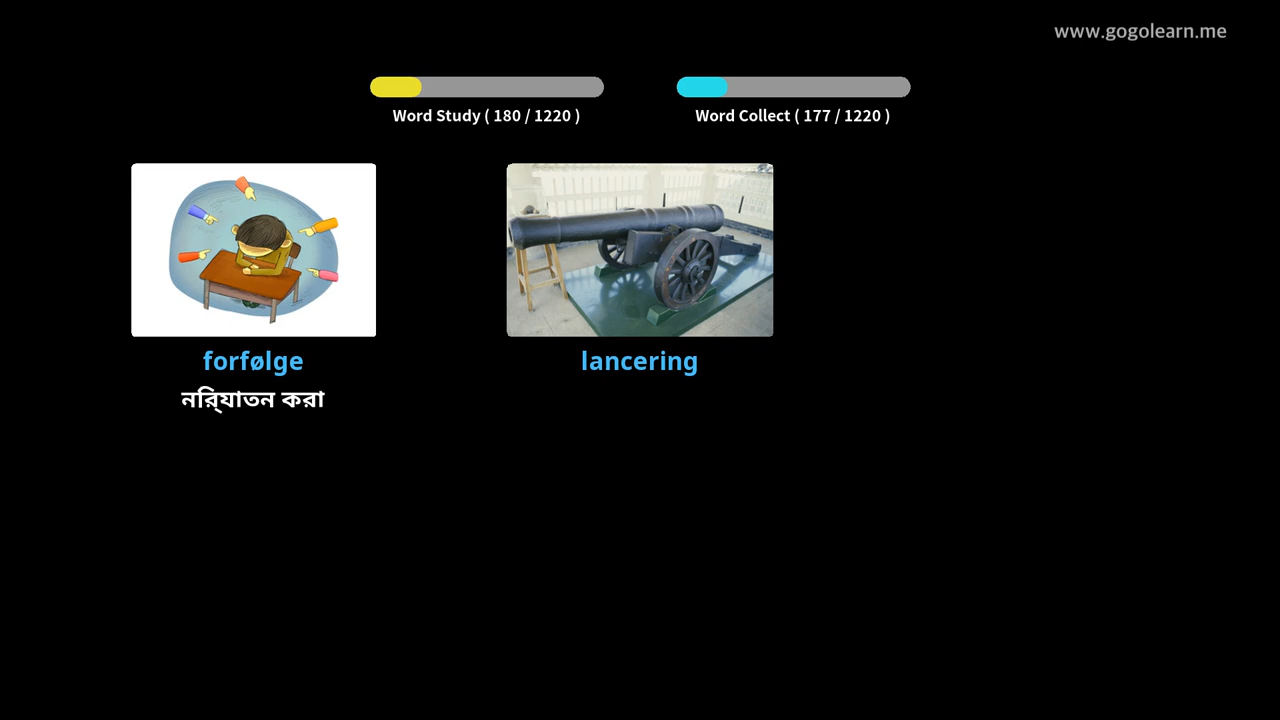 www.gogolearn.me
Word Study ( 180 / 1220 )
Word Collect ( 177 / 1220 )
forfølge
lancering
নির্যাতন করা